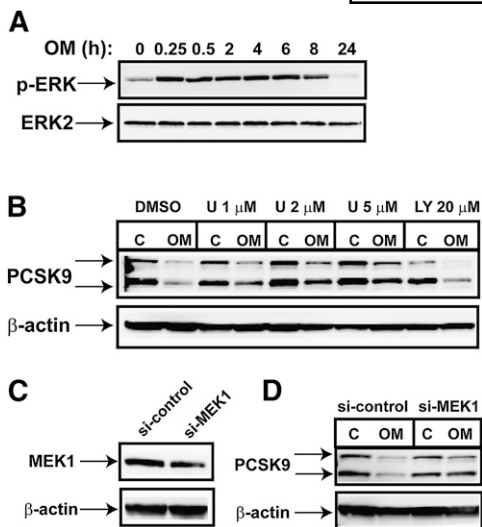 A
OM (h): 0 0.25 0.5 2 4 6 8 24
p-ERK
ERK2
B
DMSO U 1 μM U 2 μM U 5 μM LY 20 μM
C OM C OM C OM C OM C OM
PCSK9
β-actin
C
si-control si-MEK1
MEK1
β-actin
D
si-control si-MEK1
C OM C OM
PCSK9
β-actin